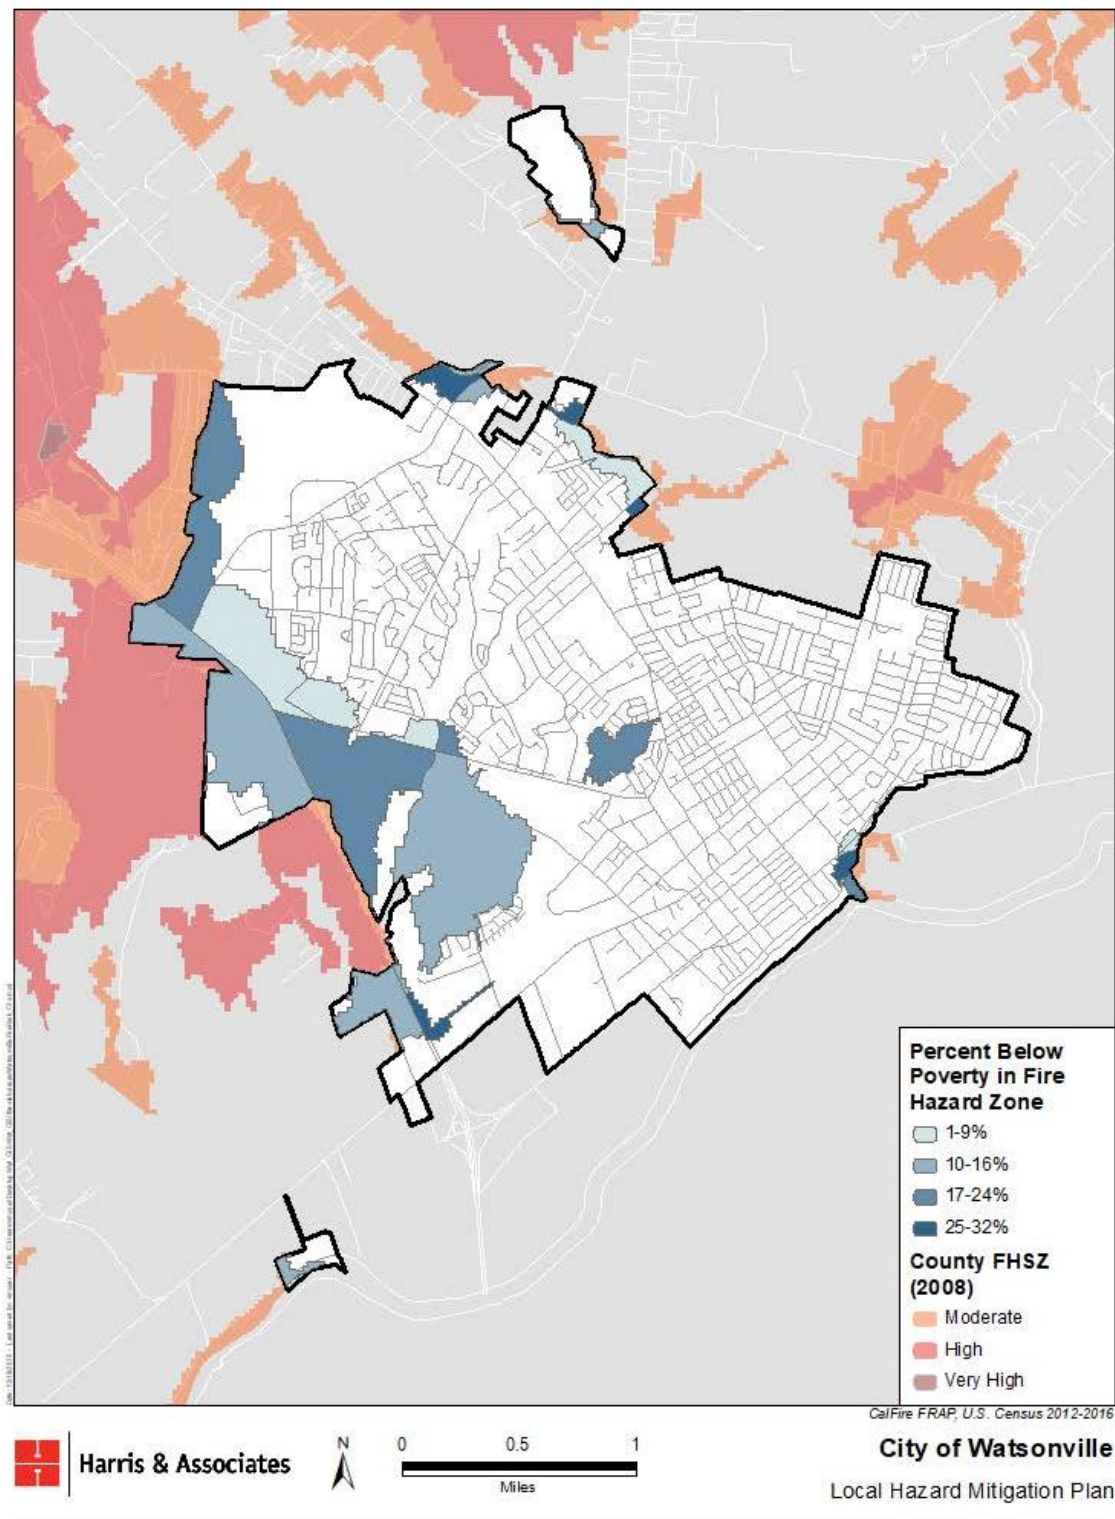 Percent Below
Poverty in Fire
Hazard Zone
1-9%
10-16%
17-24%
25-32%
County FHSZ
(2008)
Moderate
High
Very High
CalFire FRAP, U.S. Census 2012-2016
Harris & Associates
N
0 0.5 1
Miles
City of Watsonville
Local Hazard Mitigation Plan